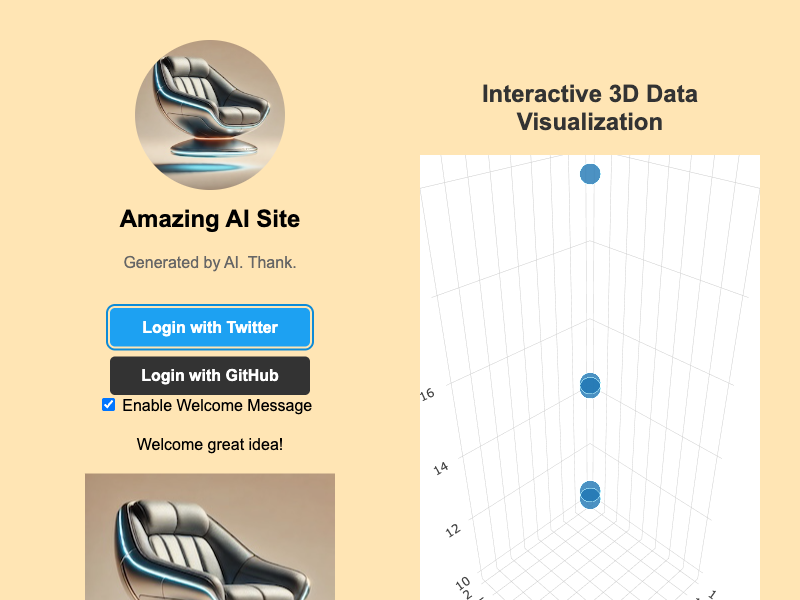 Amazing AI Site
Generated by AI. Thank.
Login with Twitter
Login with GitHub
Enable Welcome Message
Welcome great idea!
Interactive 3D Data
Visualization
16
14
12
10
2
1